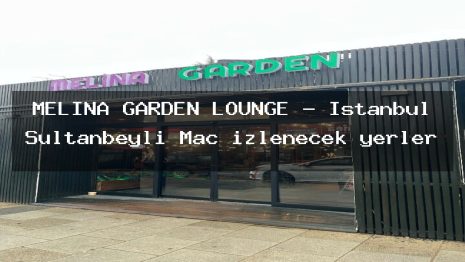 MELINA GARDEN
MELINA GARDEN LOUNGE - Istanbul
Sultanbeyli Mac izlenecek yerler